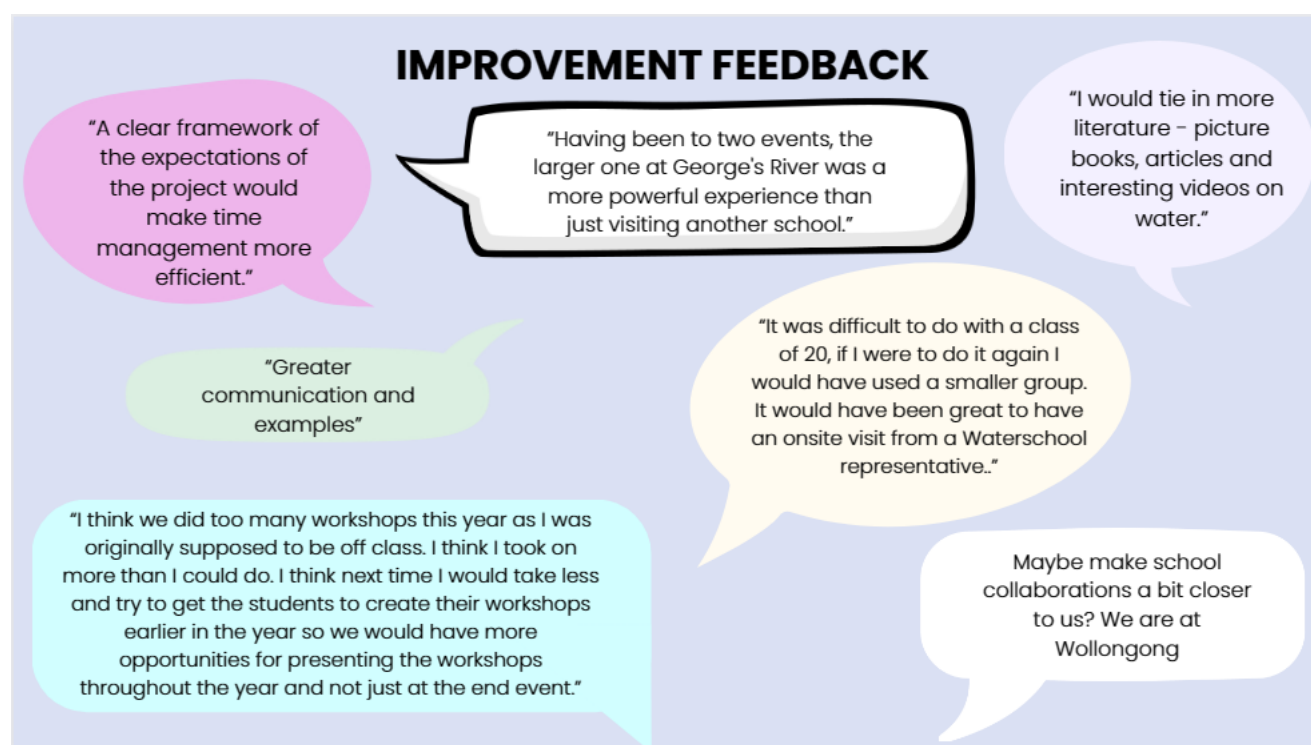 IMPROVEMENT FEEDBACK
“A clear framework of
the expectations of
the project would
make time
management more
efficient.”
“Having been to two events, the
larger one at George's River was a
more powerful experience than
just visiting another school.”
“I would tie in more
literature - picture
books, articles and
interesting videos on
water.”
“Greater
communication and
examples”
“It was difficult to do with a class
of 20, if I were to do it again I
would have used a smaller group.
It would have been great to have
an onsite visit from a Waterschool
representative..”
“I think we did too many workshops this year as I was
originally supposed to be off class. I think I took on
more than I could do. I think next time I would take less
and try to get the students to create their workshops
earlier in the year so we would have more
opportunities for presenting the workshops
throughout the year and not just at the end event.”
Maybe make school
collaborations a bit closer
to us? We are at
Wollongong